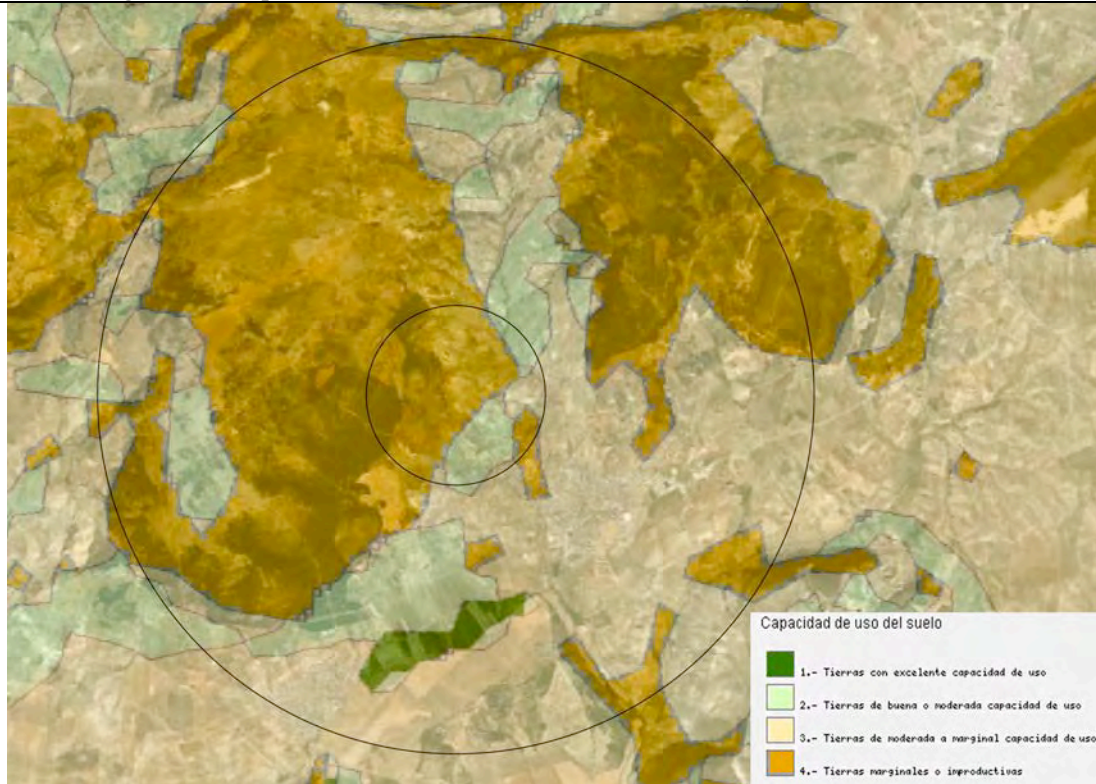 Capacidad de uso del suelo
1.- Tierras con excelente capacidad de uso
2.- Tierras de buena o moderada capacidad de uso
3.- Tierras de moderada a marginal capacidad de uso
4.- Tierras marginales o improductivas